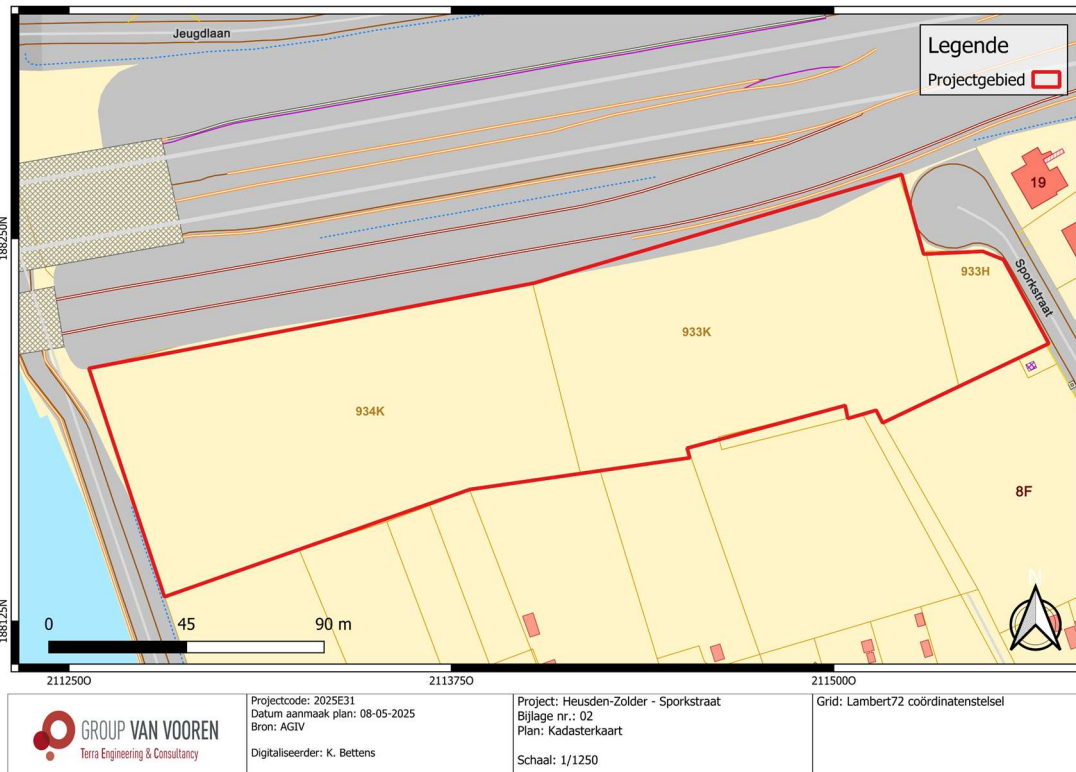 Jeugdlaan
Legende
Projectgebied
19
188250N
933H
Sporkstraat
933K
934K
8F
188125N
0 45 90 m
N
211250O
211375O
211500O
GROUP VAN VOOREN
Terra Engineering & Consultancy
Projectcode: 2025E31
Datum aanmaak plan: 08-05-2025
Bron: AGIV
Digitaliseerder: K. Bettens
Project: Heusden-Zolder - Sporkstraat
Bijlage nr.: 02
Plan: Kadasterkaart
Schaal: 1/1250
Grid: Lambert72 coördinatenstelsel